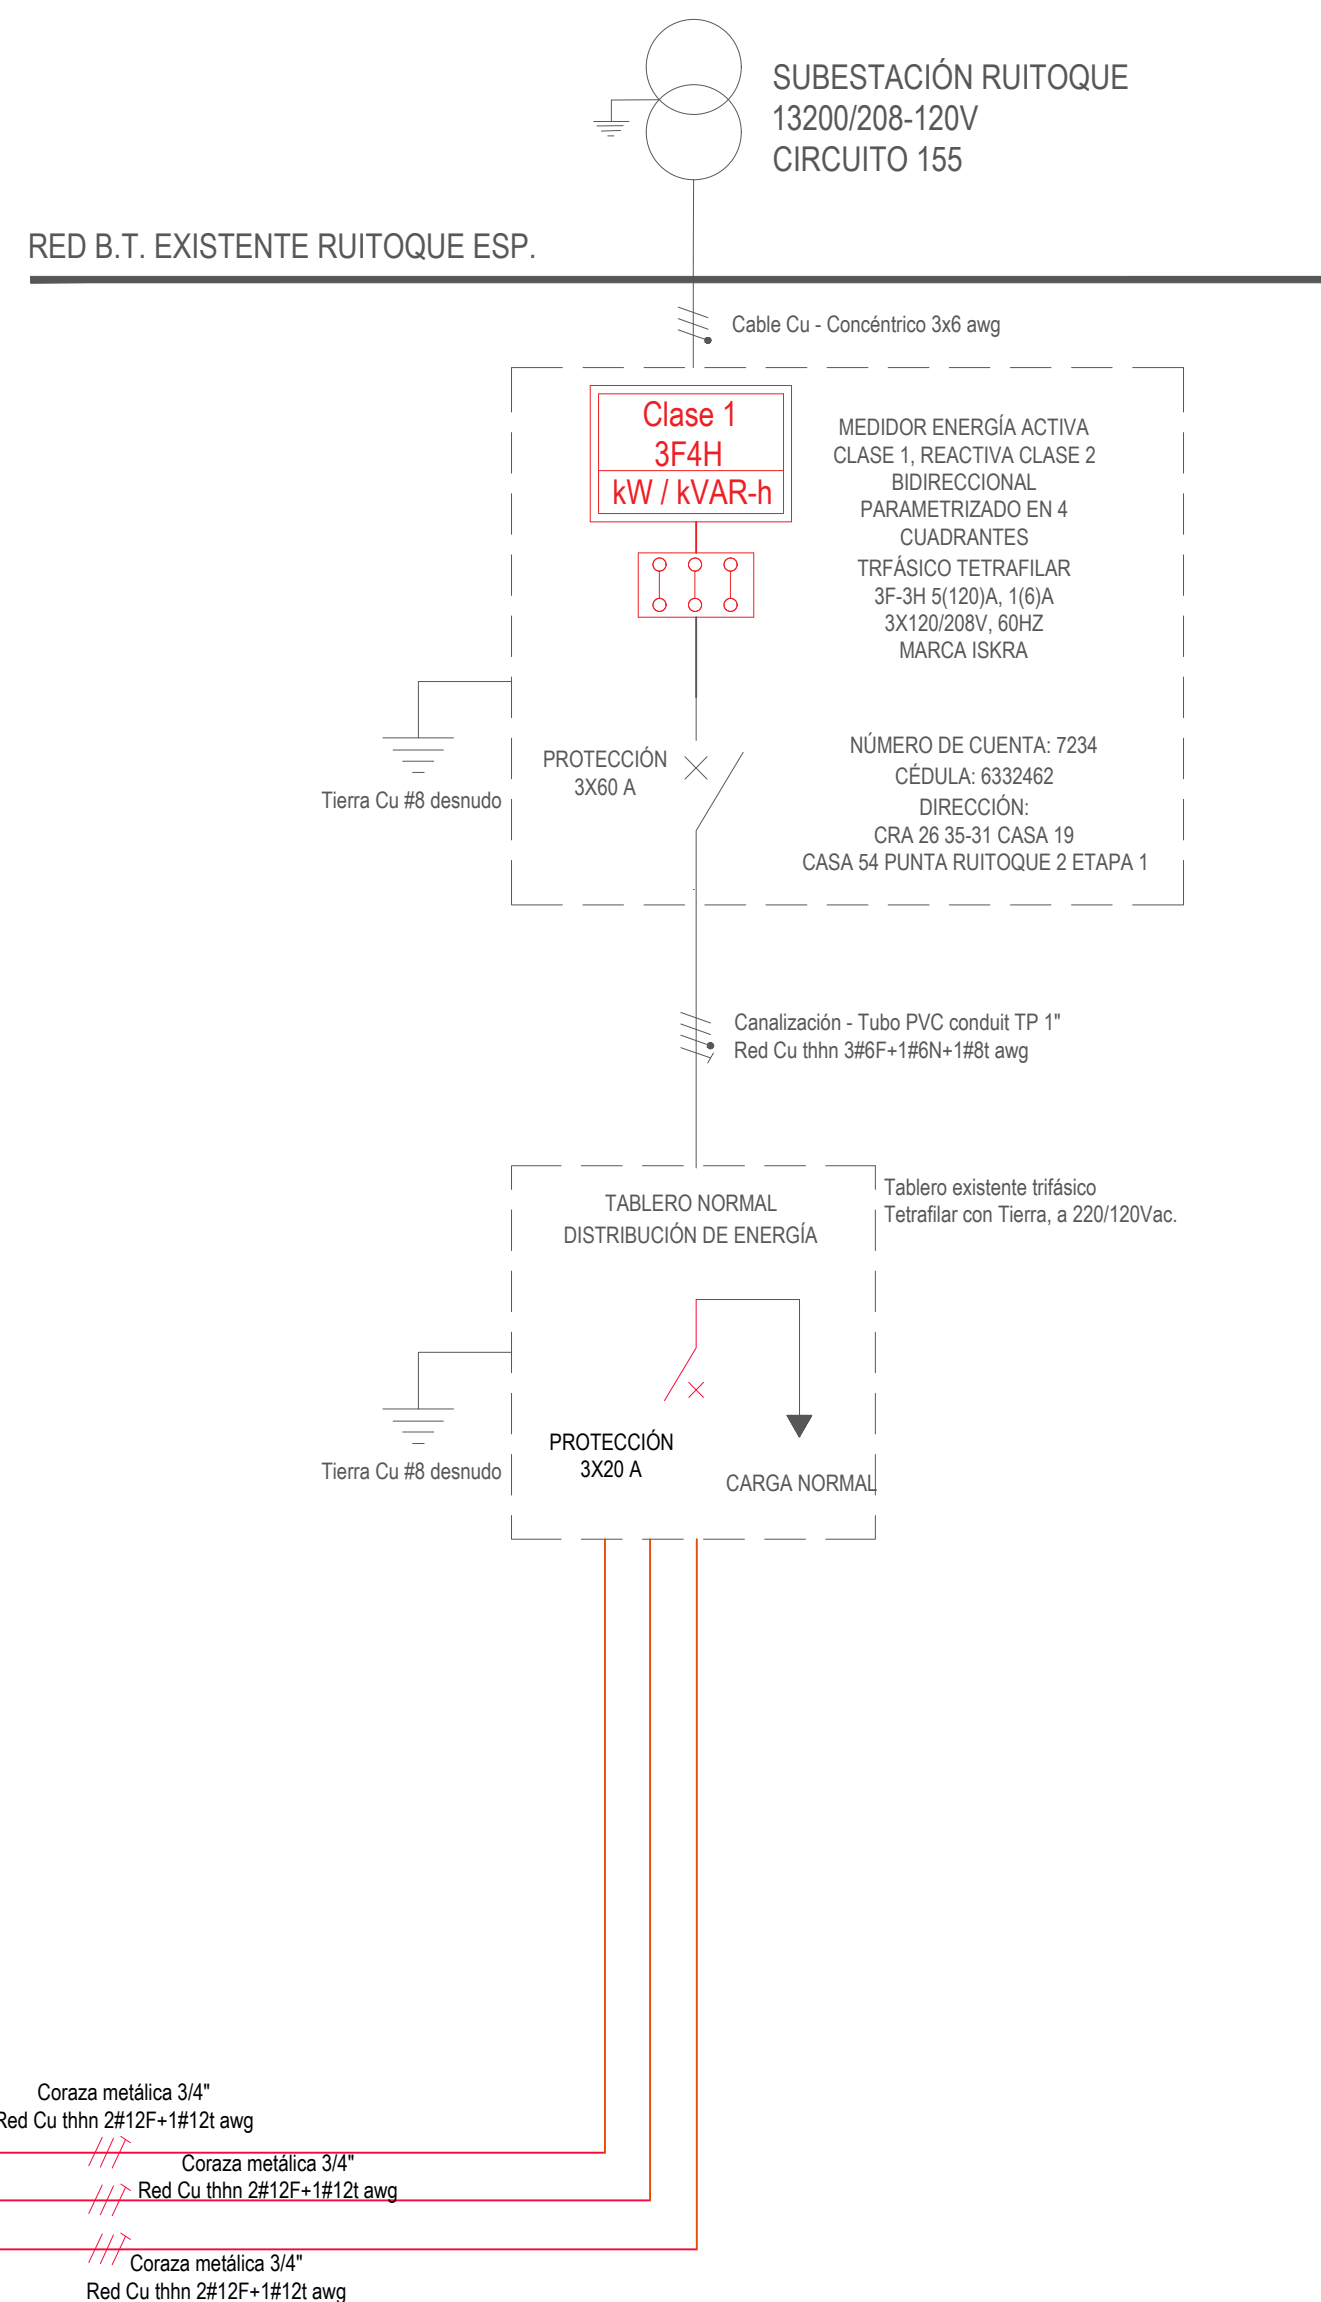 SUBESTACIÓN RUITOQUE
13200/208-120V
CIRCUITO 155
RED B.T. EXISTENTE RUITOQUE ESP.
Cable Cu - Concéntrico 3x6 awg
Clase 1
3F4H
kW / kVAR-h
MEDIDOR ENERGÍA ACTIVA
CLASE 1, REACTIVA CLASE 2
BIDIRECCIONAL
PARAMETRIZADO EN 4
CUADRANTES
TRFÁSICO TETRAFILAR
3F-3H 5(120)A, 1(6)A
3X120/208V, 60HZ
MARCA ISKRA
PROTECCIÓN
3X60 A
Tierra Cu #8 desnudo
NÚMERO DE CUENTA: 7234
CÉDULA: 6332462
DIRECCIÓN:
CRA 26 35-31 CASA 19
CASA 54 PUNTA RUITOQUE 2 ETAPA 1
Canalización - Tubo PVC conduit TP 1"
Red Cu thhn 3#6F+1#6N+1#8t awg
TABLERO NORMAL
DISTRIBUCIÓN DE ENERGÍA
Tablero existente trifásico
Tetrafilar con Tierra, a 220/120Vac.
PROTECCIÓN
3X20 A
Tierra Cu #8 desnudo
CARGA NORMAL
Coraza metálica 3/4"
Red Cu thhn 2#12F+1#12t awg
Coraza metálica 3/4"
Red Cu thhn 2#12F+1#12t awg
Coraza metálica 3/4"
Red Cu thhn 2#12F+1#12t awg